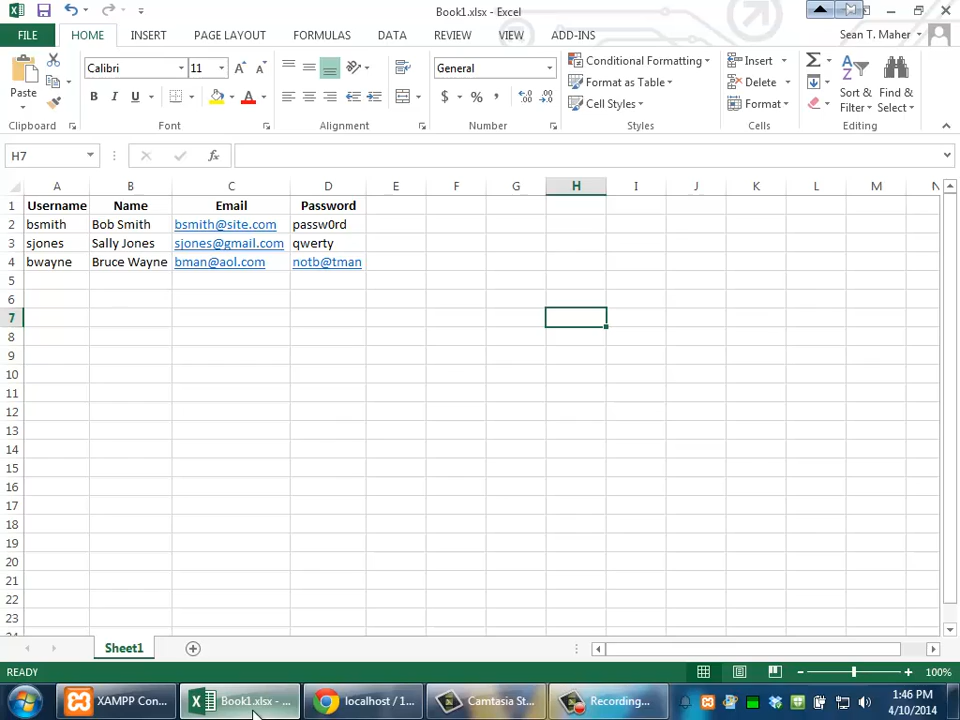 Book1.xlsx - Excel
FILE HOME INSERT PAGE LAYOUT FORMULAS DATA REVIEW VIEW ADD-INS Sean T. Maher
Paste Calibri 11 A A General Conditional Formatting Insert Σ Sort & Filter Find & Select
B I U A $ % , Format as Table Delete
Cell Styles Format
Clipboard Font Alignment Number Styles Cells Editing
H7 fx
A B C D E F G H I J K L M N
1 Username Name Email Password
2 bsmith Bob Smith bsmith@site.com passw0rd
3 sjones Sally Jones sjones@gmail.com qwerty
4 bwayne Bruce Wayne bman@aol.com notb@tman
5
6
7
8
9
10
11
12
13
14
15
16
17
18
19
20
21
22
23
24
Sheet1
READY 100%
XAMPP Con... Book1.xlsx - ... localhost / 1... Camtasia St... Recording... 1:46 PM
4/10/2014